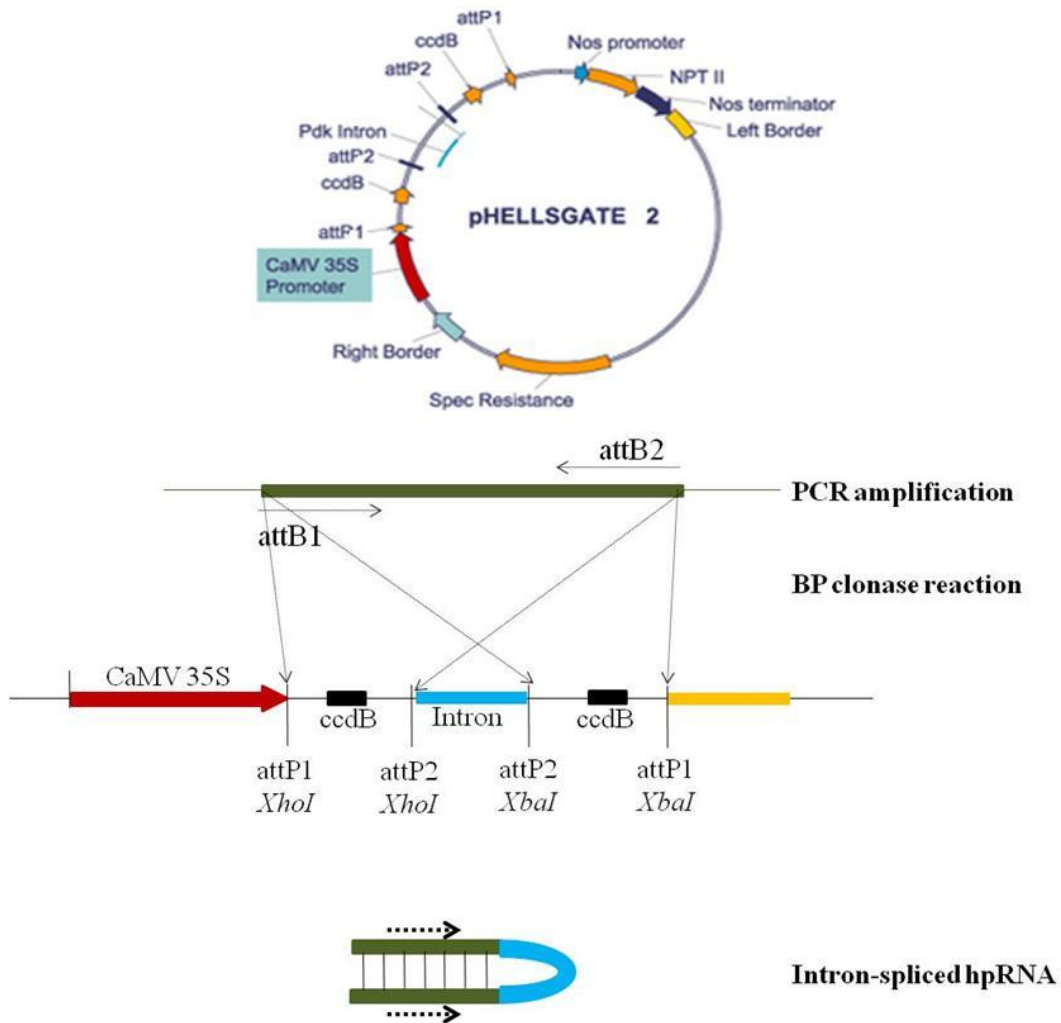 attP1
ccdB
attP2
Pdk Intron
attP2
ccdB
attP1
CaMV 35S
Promoter
Right Border
Spec Resistance
Nos promoter
NPT II
Nos terminator
Left Border
pHELLSGATE 2
attB2
PCR amplification
attB1
BP clonase reaction
CaMV 35S
ccdB
Intron
ccdB
attP1
XhoI
attP2
XhoI
attP2
XbaI
attP1
XbaI
Intron-spliced hpRNA